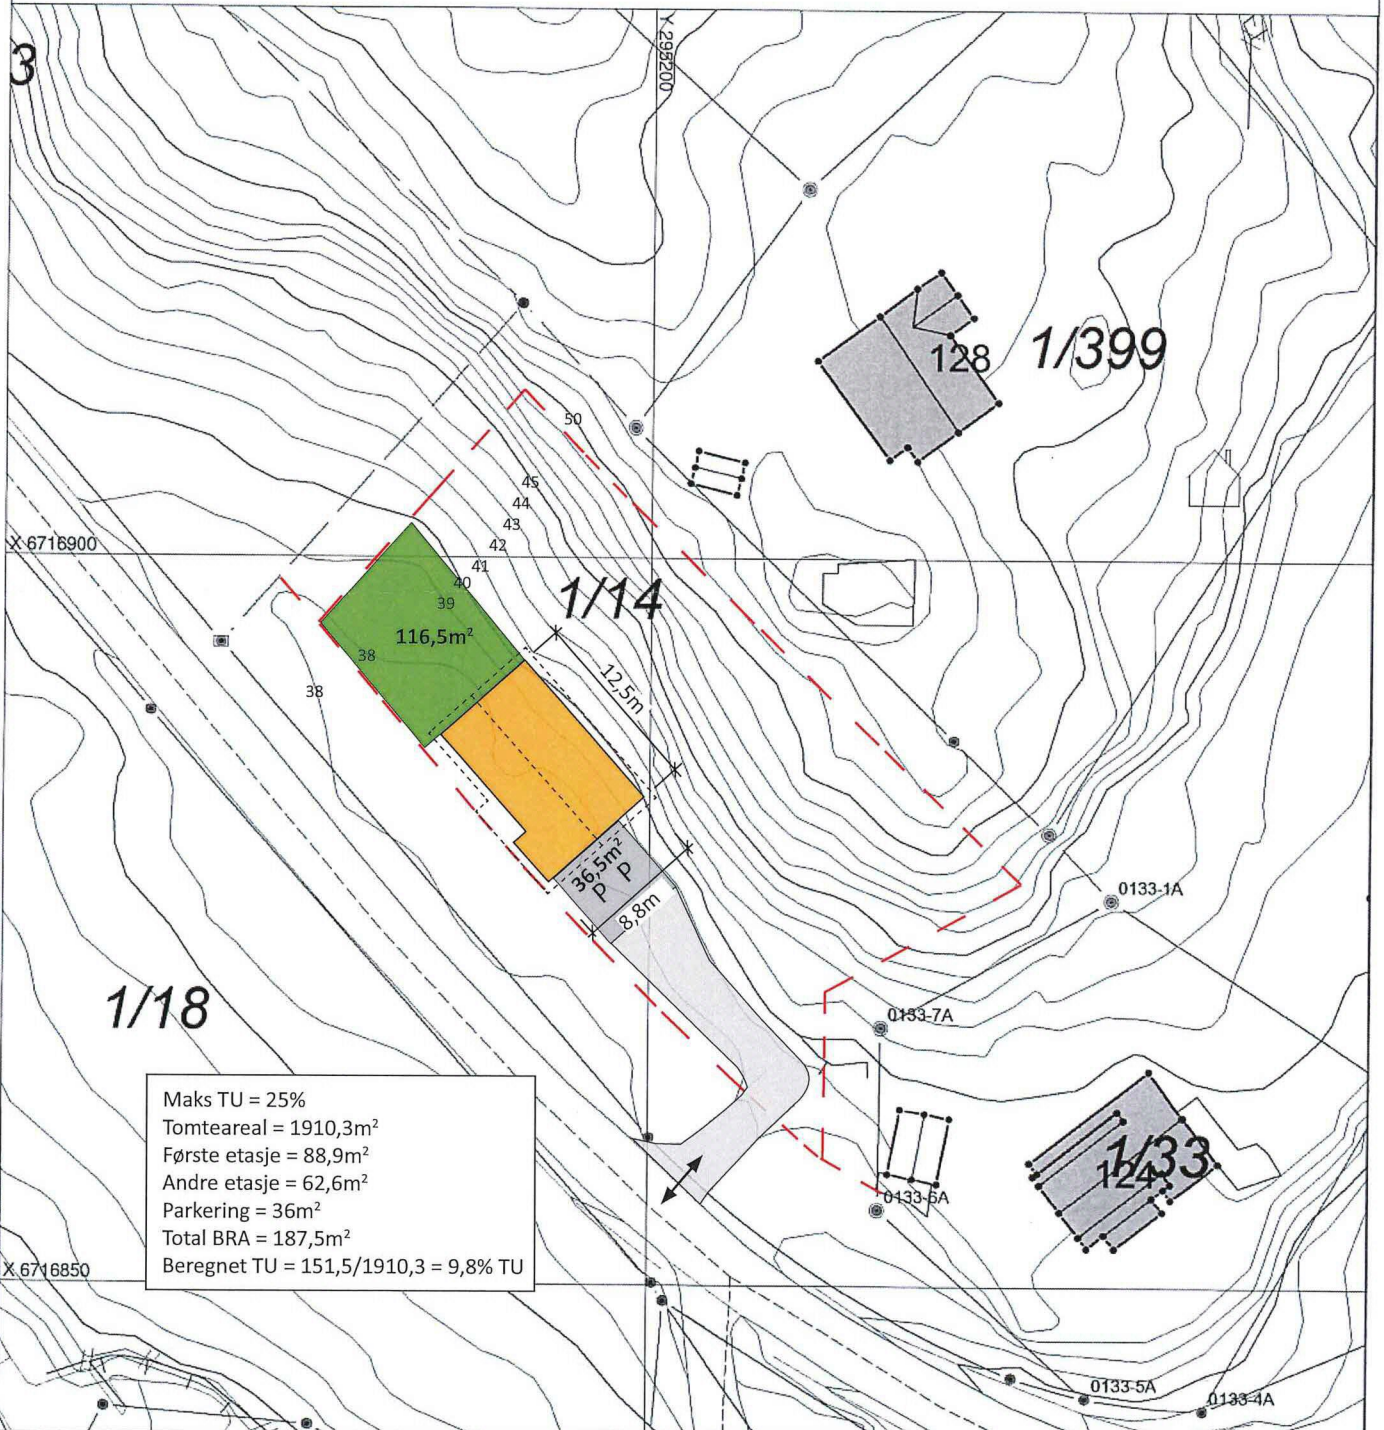 3
Y 295200
128
1/399
50
45
44
43
42
41
40
39
X 6716900
1/14
116,5m²
38
38
12,5m
36,5m²
P P
8,8m
0133-1A
0133-7A
1/18
Maks TU = 25%
Tomteareal = 1910,3m²
Første etasje = 88,9m²
Andre etasje = 62,6m²
Parkering = 36m²
Total BRA = 187,5m²
Beregnet TU = 151,5/1910,3 = 9,8% TU
1/33
124
0133-6A
X 6716850
0133-5A
0133-4A